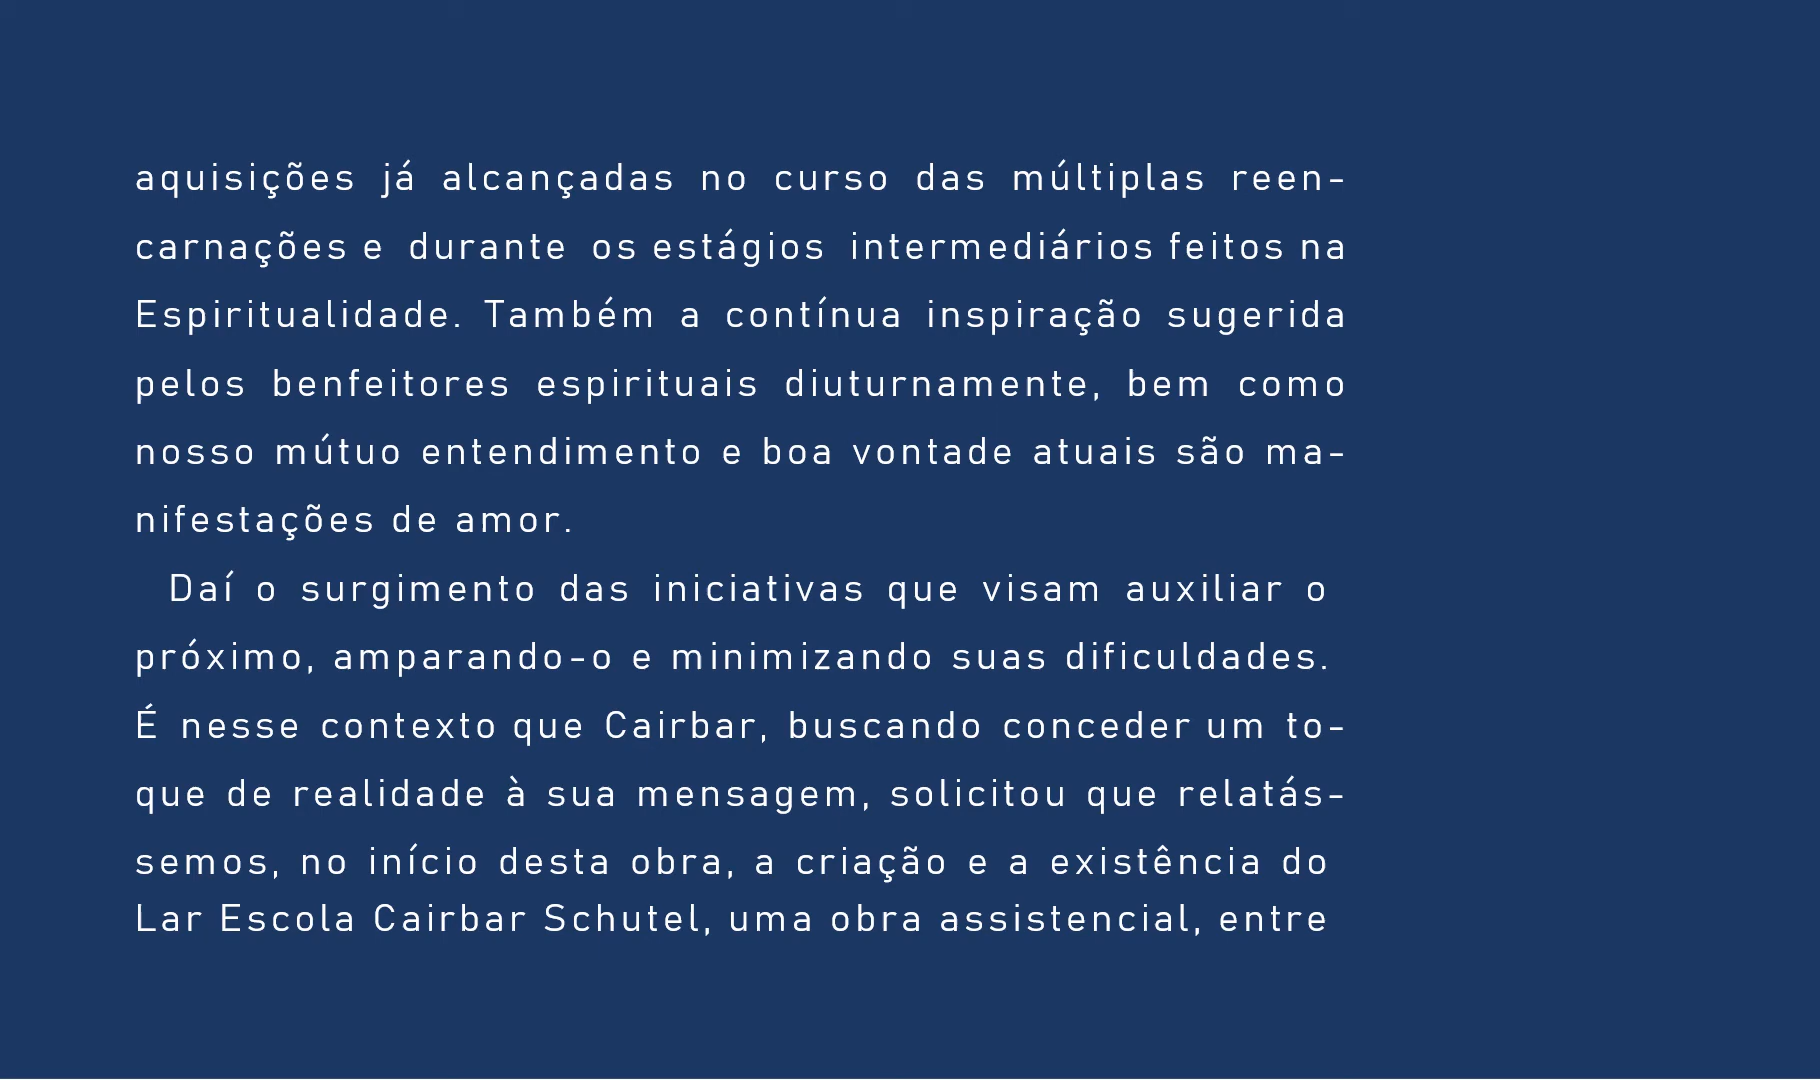 aquisições já alcançadas no curso das múltiplas reen-
carnações e durante os estágios intermediários feitos na
Espiritualidade. Também a contínua inspiração sugerida
pelos benfeitores espirituais diuturnamente, bem como
nosso mútuo entendimento e boa vontade atuais são ma-
nifestações de amor.
Daí o surgimento das iniciativas que visam auxiliar o
próximo, amparando-o e minimizando suas dificuldades.
É nesse contexto que Cairbar, buscando conceder um to-
que de realidade à sua mensagem, solicitou que relatás-
semos, no início desta obra, a criação e a existência do
Lar Escola Cairbar Schutel, uma obra assistencial, entre